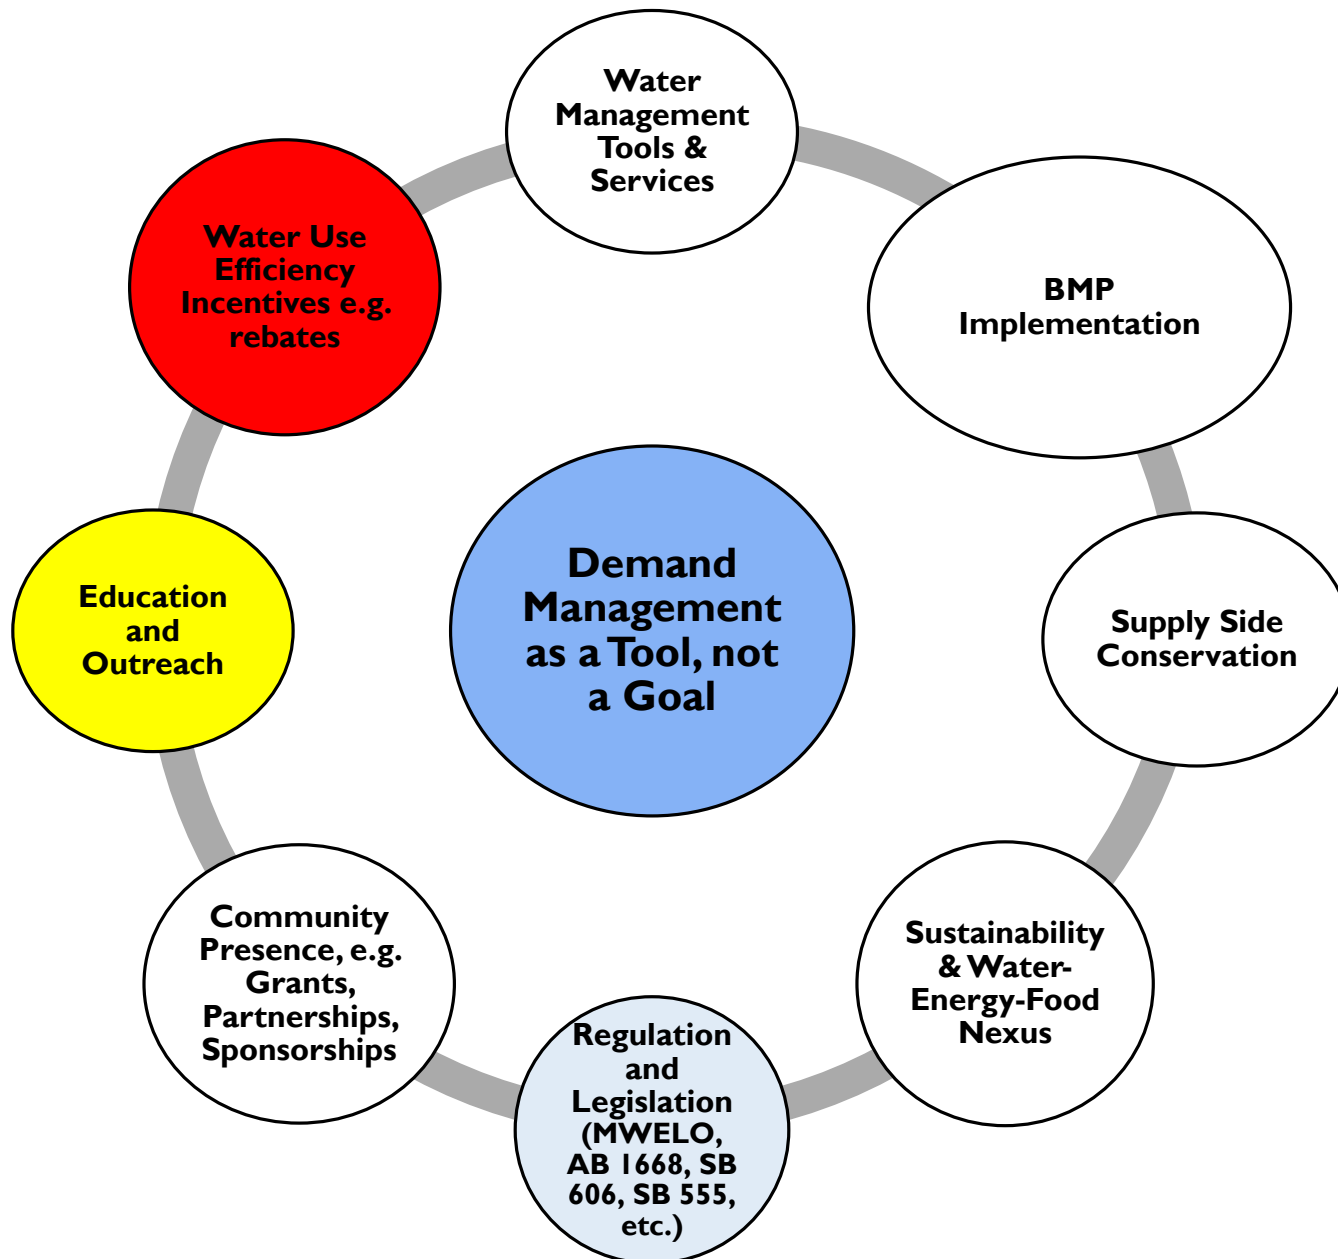 Water
Management
Tools &
Services
BMP
Implementation
Supply Side
Conservation
Sustainability
& Water-
Energy-Food
Nexus
Regulation
and
Legislation
(MWELO,
AB 1668, SB
606, SB 555,
etc.)
Community
Presence, e.g.
Grants,
Partnerships,
Sponsorships
Education
and
Outreach
Water Use
Efficiency
Incentives e.g.
rebates
Demand
Management
as a Tool, not
a Goal